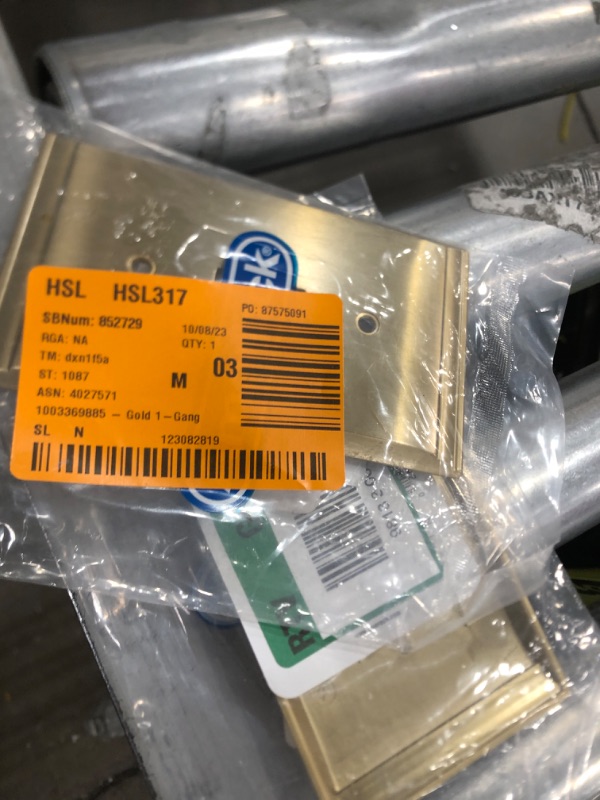 HSL HSL317
SBNum: 852729
10/08/23
PO: 87575091
RGA: NA
QTY: 1
TM: dxn1f5a
ST: 1087
M
03
ASN: 4027571
1003369885 - Gold 1-Gang
SL N
123082819
ck®